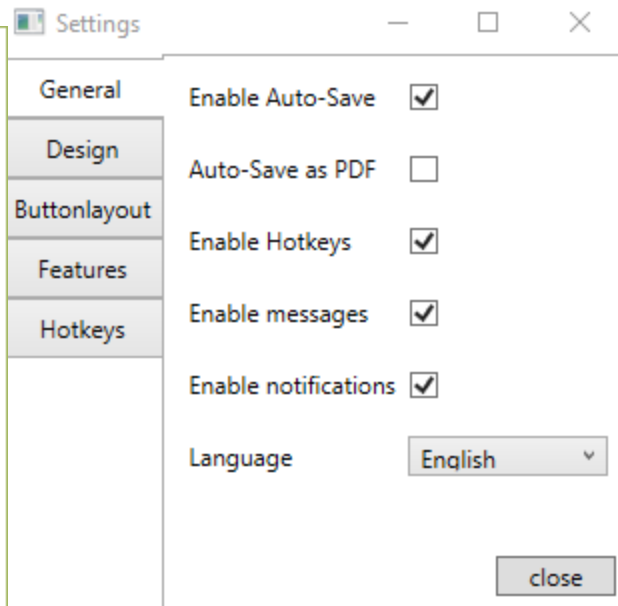 Settings
General
Design
Buttonlayout
Features
Hotkeys
Enable Auto-Save
Auto-Save as PDF
Enable Hotkeys
Enable messages
Enable notifications
Language English
close